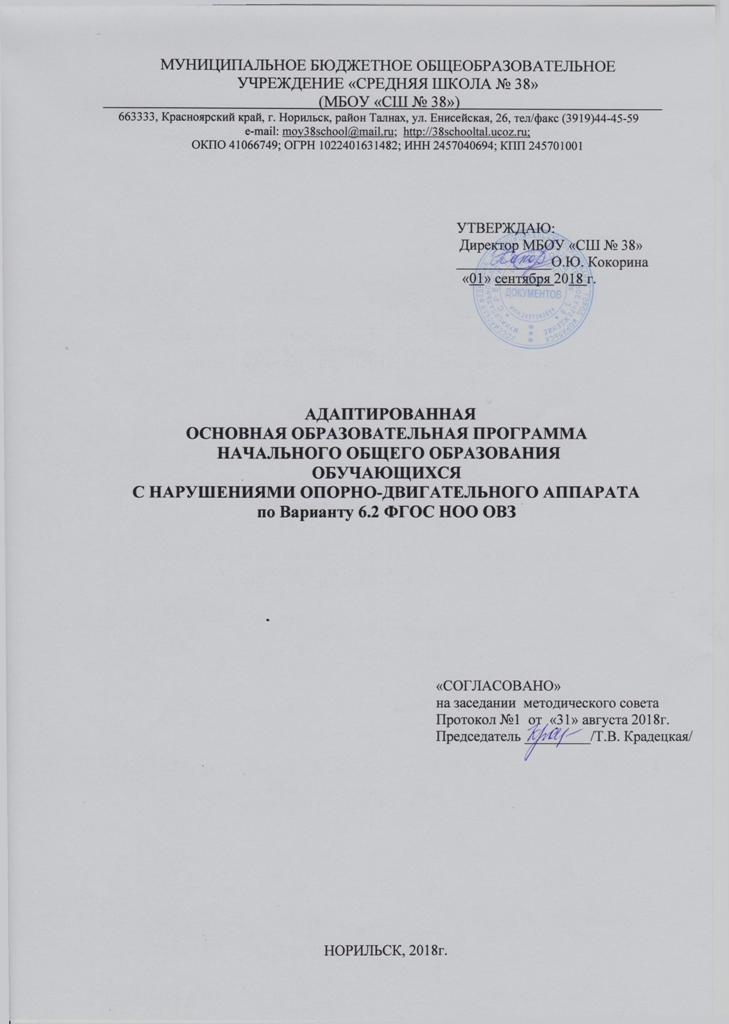 МУНИЦИПАЛЬНОЕ БЮДЖЕТНОЕ ОБЩЕОБРАЗОВАТЕЛЬНОЕ
УЧРЕЖДЕНИЕ «СРЕДНЯЯ ШКОЛА № 38»
(МБОУ «СШ № 38»)
663333, Красноярский край, г. Норильск, район Талнах, ул. Енисейская, 26, тел/факс (3919)44-45-59
e-mail: moy38school@mail.ru; http://38schooltal.ucoz.ru;
ОКПО 41066749; ОГРН 1022401631482; ИНН 2457040694; КПП 245701001
УТВЕРЖДАЮ:
Директор МБОУ «СШ № 38»
____________О.Ю. Кокорина
«01» сентября 2018 г.
ДОКУМЕНТОВ
АДАПТИРОВАННАЯ
ОСНОВНАЯ ОБРАЗОВАТЕЛЬНАЯ ПРОГРАММА
НАЧАЛЬНОГО ОБЩЕГО ОБРАЗОВАНИЯ
ОБУЧАЮЩИХСЯ
С НАРУШЕНИЯМИ ОПОРНО-ДВИГАТЕЛЬНОГО АППАРАТА
по Варианту 6.2 ФГОС НОО ОВЗ
«СОГЛАСОВАНО»
на заседании методического совета
Протокол №1 от «31» августа 2018г.
Председатель _________/Т.В. Крадецкая/
НОРИЛЬСК, 2018г.